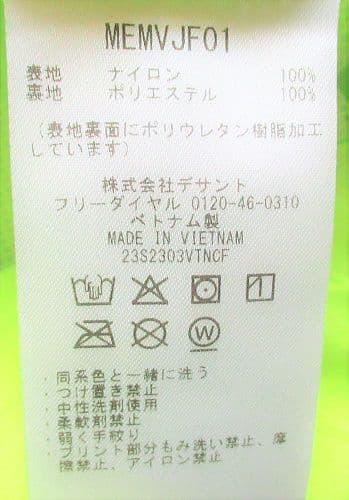 MEMVJF01
表地 ナイロン 100%
裏地 ポリエステル 100%
(表地裏面にポリウレタン樹脂加工
しています)
株式会社デサント
フリーダイヤル 0120-46-0310
ベトナム製
MADE IN VIETNAM
23S2303VTNCF
W
・同系色と一緒に洗う
・つけ置き禁止
・中性洗剤使用
・柔軟剤禁止
・弱く手絞り
・プリント部分もみ洗い禁止、摩
擦禁止、アイロン禁止